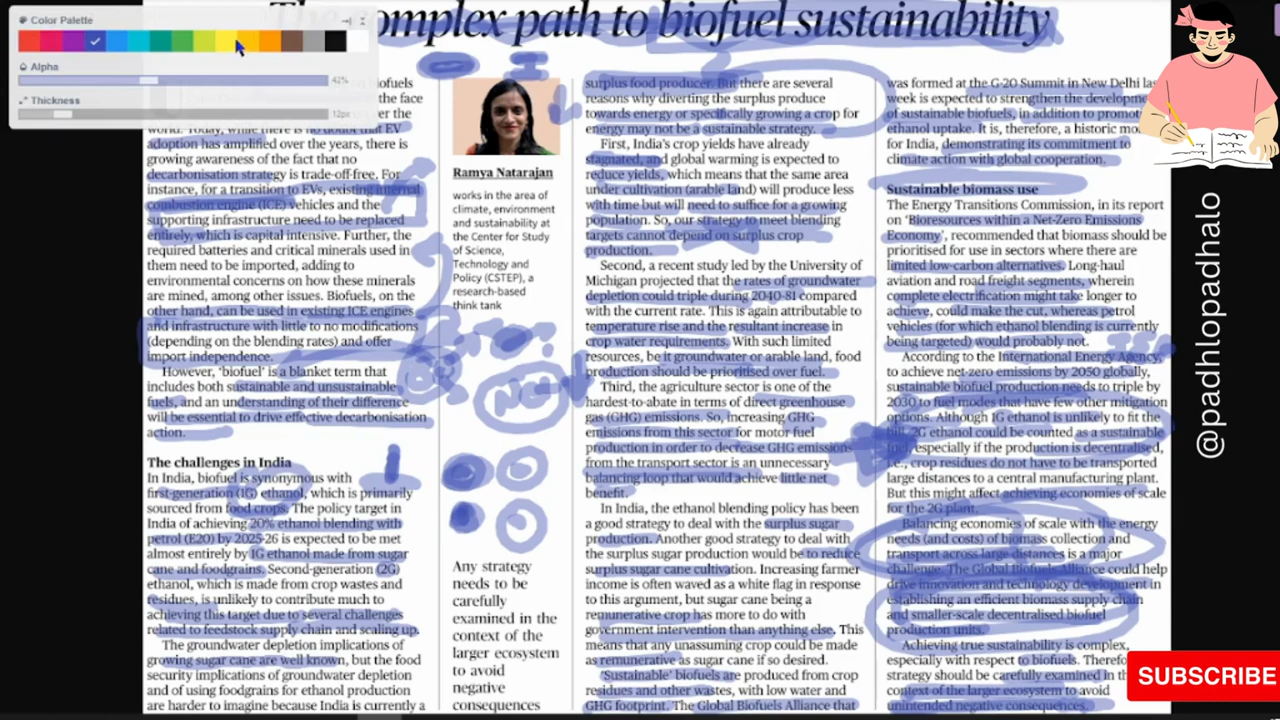 The complex path to biofuel sustainability
Color Palette
Alpha
42%
Thickness
12px
biofuels
the face
er the
world. Today, while there is no doubt that EV
adoption has amplified over the years, there is
growing awareness of the fact that no
decarbonisation strategy is trade-off-free. For
instance, for a transition to EVs, existing internal
combustion engine (ICE) vehicles and the
supporting infrastructure need to be replaced
entirely, which is capital intensive. Further, the
required batteries and critical minerals used in
them need to be imported, adding to
environmental concerns on how these minerals
are mined, among other issues. Biofuels, on the
other hand, can be used in existing ICE engines
and infrastructure with little to no modifications
(depending on the blending rates) and offer
import independence.
However, ‘biofuel’ is a blanket term that
includes both sustainable and unsustainable
fuels, and an understanding of their difference
will be essential to drive effective decarbonisation
action.
The challenges in India
In India, biofuel is synonymous with
first-generation (1G) ethanol, which is primarily
sourced from food crops. The policy target in
India of achieving 20% ethanol blending with
petrol (E20) by 2025-26 is expected to be met
almost entirely by 1G ethanol made from sugar
cane and foodgrains. Second-generation (2G)
ethanol, which is made from crop wastes and
residues, is unlikely to contribute much to
achieving this target due to several challenges
related to feedstock supply chain and scaling up.
The groundwater depletion implications of
growing sugar cane are well known, but the food
security implications of groundwater depletion
and of using foodgrains for ethanol production
are harder to imagine because India is currently a
Ramya Natarajan
works in the area of
climate, environment
and sustainability at
the Center for Study
of Science,
Technology and
Policy (CSTEP), a
research-based
think tank
Any strategy
needs to be
carefully
examined in the
context of the
larger ecosystem
to avoid
negative
consequences
surplus food producer. But there are several
reasons why diverting the surplus produce
towards energy or specifically growing a crop for
energy may not be a sustainable strategy.
First, India’s crop yields have already
stagnated, and global warming is expected to
reduce yields, which means that the same area
under cultivation (arable land) will produce less
with time but will need to suffice for a growing
population. So, our strategy to meet blending
targets cannot depend on surplus crop
production.
Second, a recent study led by the University of
Michigan projected that the rates of groundwater
depletion could triple during 2040-81 compared
with the current rate. This is again attributable to
temperature rise and the resultant increase in
crop water requirements. With such limited
resources, be it groundwater or arable land, food
production should be prioritised over fuel.
Third, the agriculture sector is one of the
hardest-to-abate in terms of direct greenhouse
gas (GHG) emissions. So, increasing GHG
emissions from this sector for motor fuel
production in order to decrease GHG emissions
from the transport sector is an unnecessary
balancing loop that would achieve little net
benefit.
In India, the ethanol blending policy has been
a good strategy to deal with the surplus sugar
production. Another good strategy to deal with
the surplus sugar production would be to reduce
surplus sugar cane cultivation. Increasing farmer
income is often waved as a white flag in response
to this argument, but sugar cane being a
remunerative crop has more to do with
government intervention than anything else. This
means that any unassuming crop could be made
as remunerative as sugar cane if so desired.
‘Sustainable’ biofuels are produced from crop
residues and other wastes, with low water and
GHG footprint. The Global Biofuels Alliance that
was formed at the G-20 Summit in New Delhi las
week is expected to strengthen the developme
of sustainable biofuels, in addition to promot
ethanol uptake. It is, therefore, a historic mo
for India, demonstrating its commitment to
climate action with global cooperation.
Sustainable biomass use
The Energy Transitions Commission, in its report
on ‘Bioresources within a Net-Zero Emissions
Economy’, recommended that biomass should be
prioritised for use in sectors where there are
limited low-carbon alternatives. Long-haul
aviation and road freight segments, wherein
complete electrification might take longer to
achieve, could make the cut, whereas petrol
vehicles (for which ethanol blending is currently
being targeted) would probably not.
According to the International Energy Agency,
to achieve net-zero emissions by 2050 globally,
sustainable biofuel production needs to triple by
2030 to fuel modes that have few other mitigation
options. Although 1G ethanol is unlikely to fit the
bill, 2G ethanol could be counted as a sustainable
fuel, especially if the production is decentralised,
i.e., crop residues do not have to be transported
large distances to a central manufacturing plant.
But this might affect achieving economies of scale
for the 2G plant.
Balancing economies of scale with the energy
needs (and costs) of biomass collection and
transport across large distances is a major
challenge. The Global Biofuels Alliance could help
drive innovation and technology development in
establishing an efficient biomass supply chain
and smaller-scale decentralised biofuel
production units.
Achieving true sustainability is complex,
especially with respect to biofuels. Therefo
strategy should be carefully examined in th
context of the larger ecosystem to avoid
unintended negative consequences.
@padhlopadhalo
SUBSCRIBE